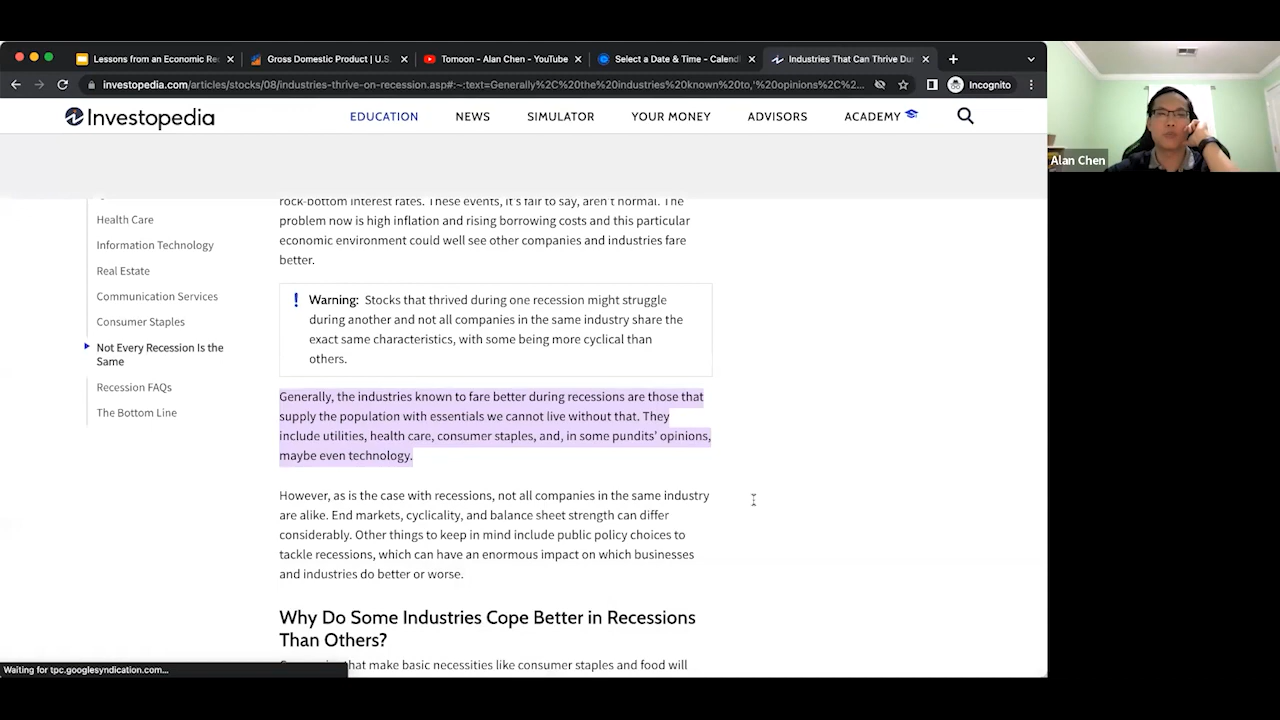 Lessons from an Economic Re
Gross Domestic Product | U.S.
Tomoon - Alan Chen - YouTube
Select a Date & Time - Calend
Industries That Can Thrive Du
investopedia.com/articles/stocks/08/industries-thrive-on-recession.asp#:~:text=Generally%2C%20the%20industries%20known%20to,'%20opinions%2C%2C...
Incognito
Investopedia
EDUCATION
NEWS
SIMULATOR
YOUR MONEY
ADVISORS
ACADEMY
Alan Chen
Health Care
Information Technology
Real Estate
Communication Services
Consumer Staples
Not Every Recession Is the
Same
Recession FAQs
The Bottom Line
rock-bottom interest rates. These events, it's fair to say, aren't normal. The
problem now is high inflation and rising borrowing costs and this particular
economic environment could well see other companies and industries fare
better.
! Warning: Stocks that thrived during one recession might struggle
during another and not all companies in the same industry share the
exact same characteristics, with some being more cyclical than
others.
Generally, the industries known to fare better during recessions are those that
supply the population with essentials we cannot live without that. They
include utilities, health care, consumer staples, and, in some pundits' opinions,
maybe even technology.
However, as is the case with recessions, not all companies in the same industry
are alike. End markets, cyclicality, and balance sheet strength can differ
considerably. Other things to keep in mind include public policy choices to
tackle recessions, which can have an enormous impact on which businesses
and industries do better or worse.
Why Do Some Industries Cope Better in Recessions
Than Others?
that make basic necessities like consumer staples and food will
Waiting for tpc.googlesyndication.com...